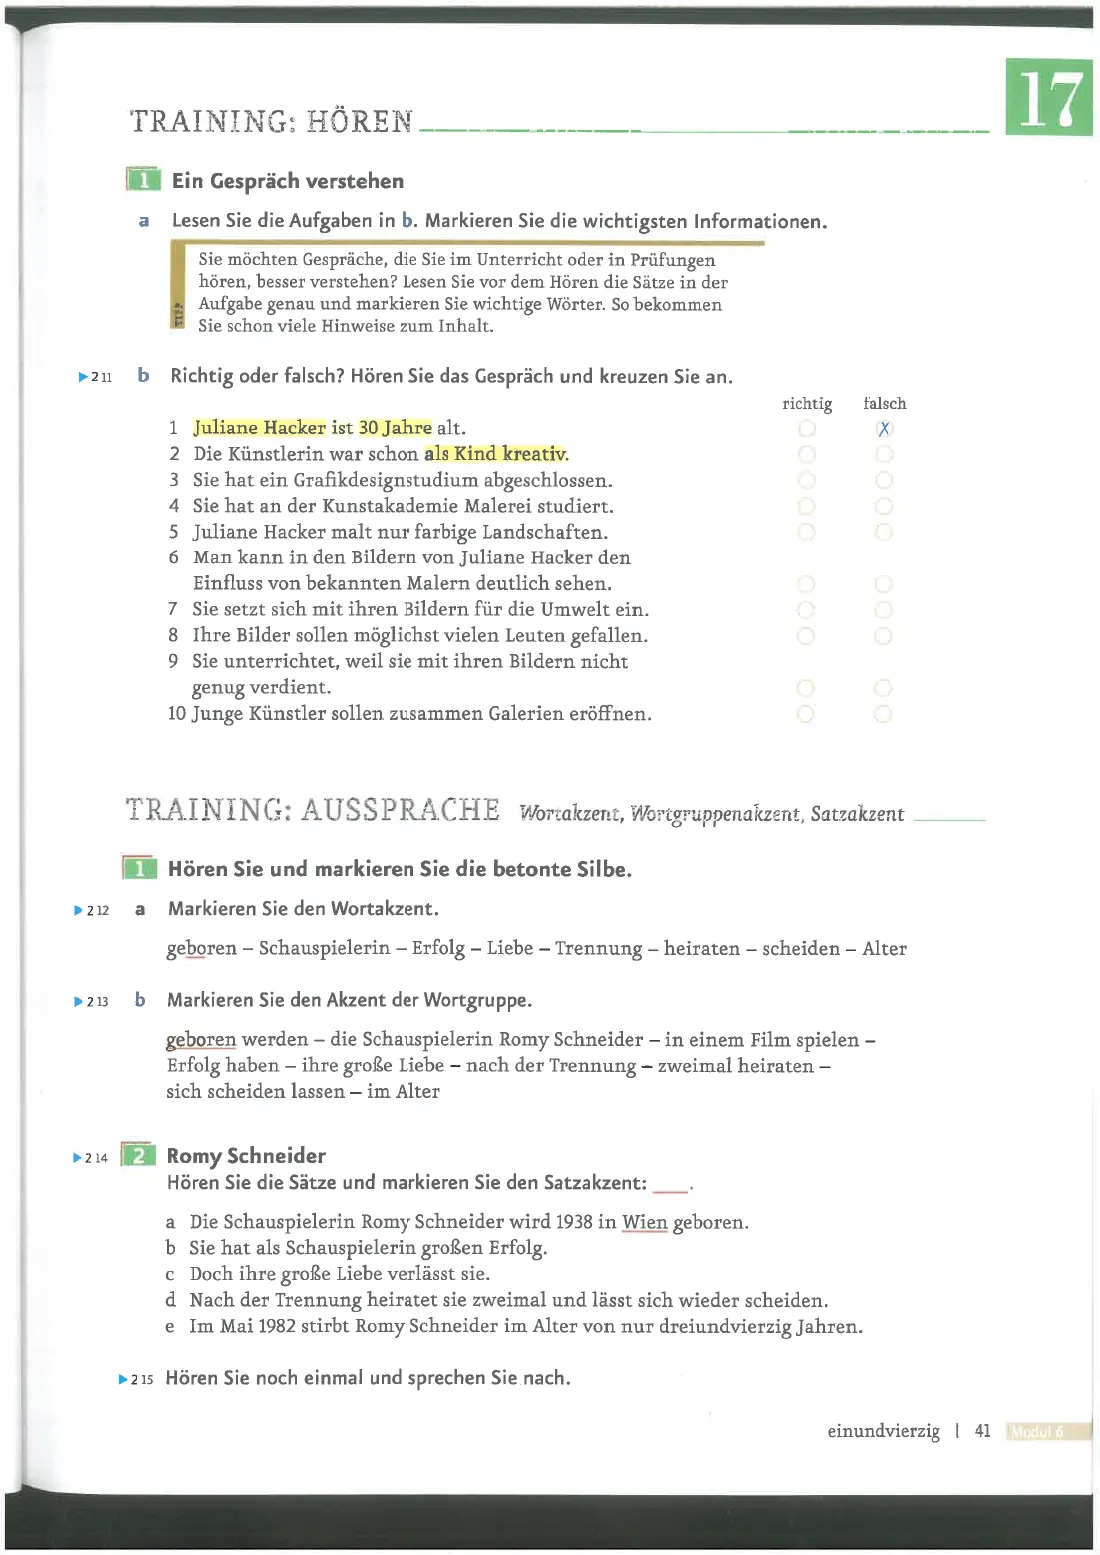 17
TRAINING: HÖREN
1 Ein Gespräch verstehen
a Lesen Sie die Aufgaben in b. Markieren Sie die wichtigsten Informationen.
TIPP
Sie möchten Gespräche, die Sie im Unterricht oder in Prüfungen
hören, besser verstehen? Lesen Sie vor dem Hören die Sätze in der
Aufgabe genau und markieren Sie wichtige Wörter. So bekommen
Sie schon viele Hinweise zum Inhalt.
▶ 2 11 b Richtig oder falsch? Hören Sie das Gespräch und kreuzen Sie an.
richtig falsch
1 Juliane Hacker ist 30 Jahre alt. X
2 Die Künstlerin war schon als Kind kreativ.
3 Sie hat ein Grafikdesignstudium abgeschlossen.
4 Sie hat an der Kunstakademie Malerei studiert.
5 Juliane Hacker malt nur farbige Landschaften.
6 Man kann in den Bildern von Juliane Hacker den
Einfluss von bekannten Malern deutlich sehen.
7 Sie setzt sich mit ihren Bildern für die Umwelt ein.
8 Ihre Bilder sollen möglichst vielen Leuten gefallen.
9 Sie unterrichtet, weil sie mit ihren Bildern nicht
genug verdient.
10 Junge Künstler sollen zusammen Galerien eröffnen.
TRAINING: AUSSPRACHE Wortakzent, Wortgruppenakzent, Satzakzent
1 Hören Sie und markieren Sie die betonte Silbe.
▶ 2 12 a Markieren Sie den Wortakzent.
geboren – Schauspielerin – Erfolg – Liebe – Trennung – heiraten – scheiden – Alter
▶ 2 13 b Markieren Sie den Akzent der Wortgruppe.
geboren werden – die Schauspielerin Romy Schneider – in einem Film spielen –
Erfolg haben – ihre große Liebe – nach der Trennung – zweimal heiraten –
sich scheiden lassen – im Alter
▶ 2 14 2 Romy Schneider
Hören Sie die Sätze und markieren Sie den Satzakzent: ___.
a Die Schauspielerin Romy Schneider wird 1938 in Wien geboren.
b Sie hat als Schauspielerin großen Erfolg.
c Doch ihre große Liebe verlässt sie.
d Nach der Trennung heiratet sie zweimal und lässt sich wieder scheiden.
e Im Mai 1982 stirbt Romy Schneider im Alter von nur dreiundvierzig Jahren.
▶ 2 15 Hören Sie noch einmal und sprechen Sie nach.
einundvierzig | 41 Modul 6